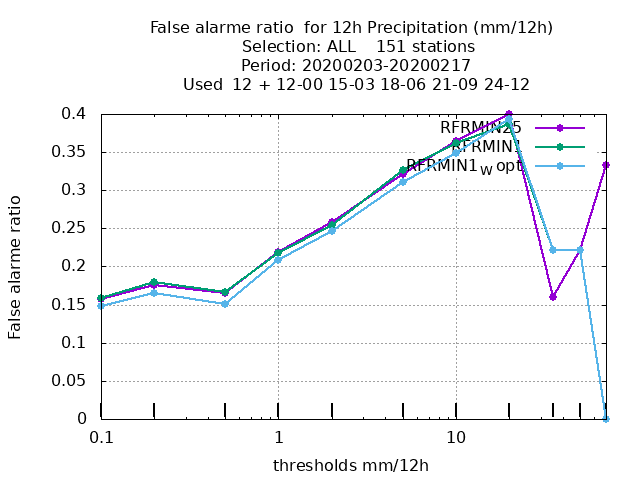 False alarme ratio  for 12h Precipitation (mm/12h)
Selection: ALL    151 stations
Period: 20200203-20200217
Used  12 + 12-00 15-03 18-06 21-09 24-12
0.4
0.35
0.3
0.25
0.2
0.15
0.1
0.05
0
False alarme ratio
RFRMIN25
RFRMIN1
RFRMIN1w opt
0.1
1
10
thresholds mm/12h